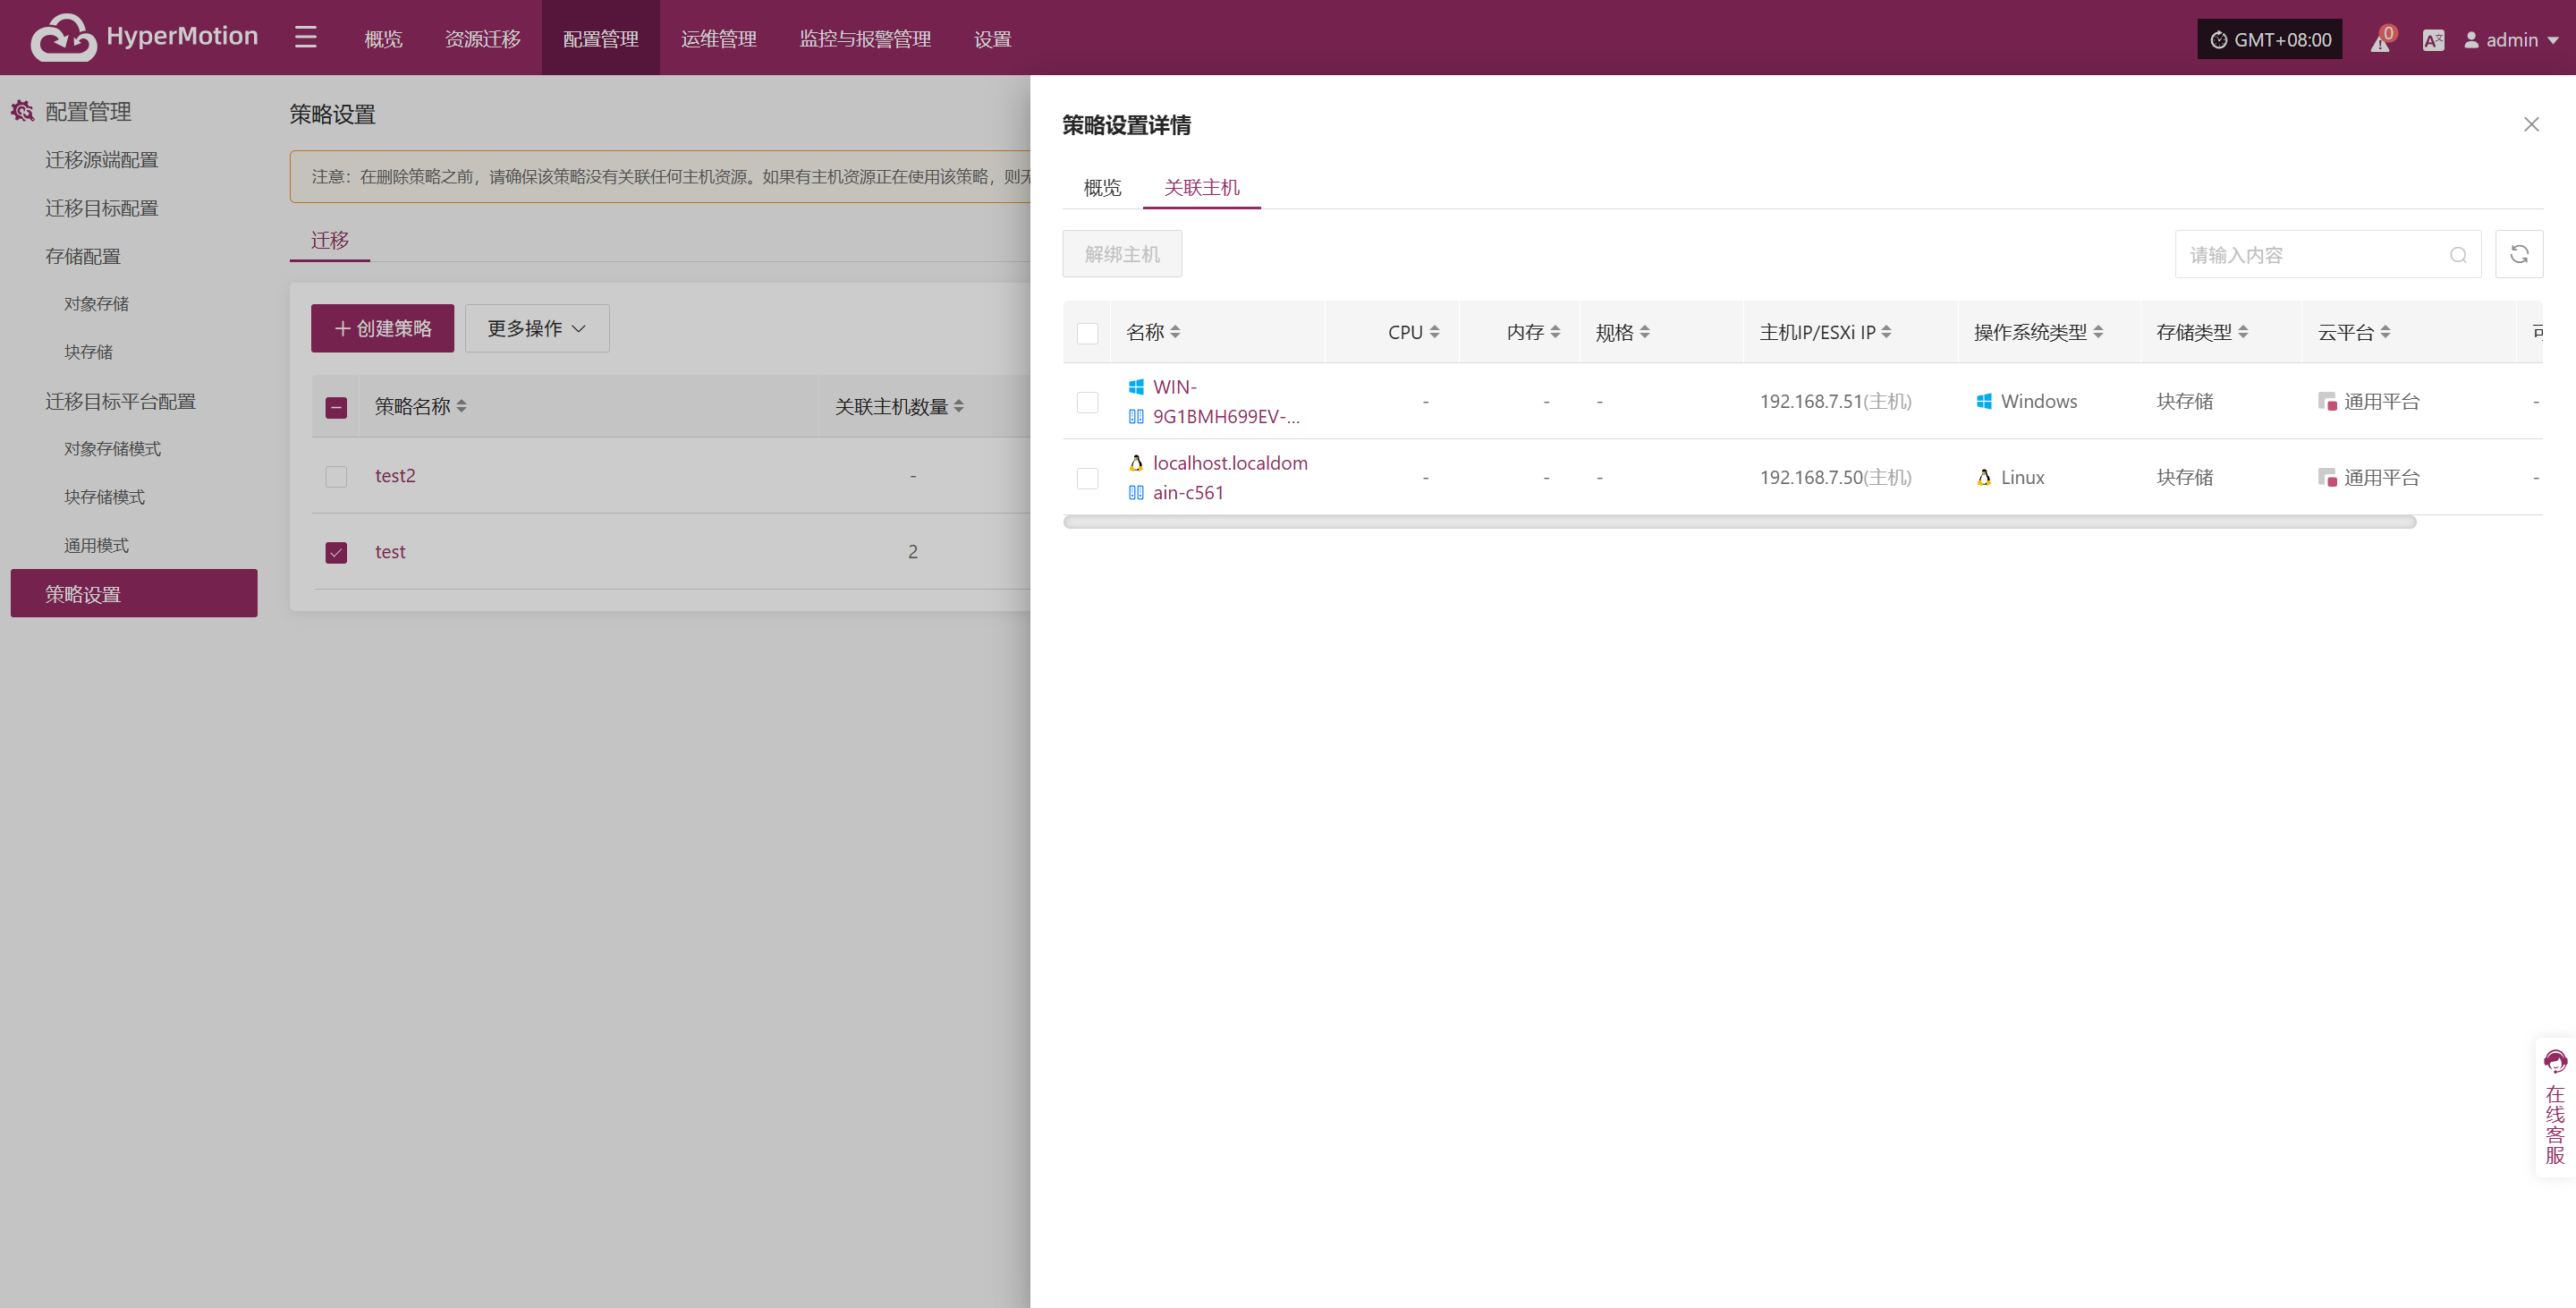 HyperMotion
概览
资源迁移
配置管理
运维管理
监控与报警管理
设置
GMT+08:00
0
admin
配置管理
迁移源端配置
迁移目标配置
存储配置
对象存储
块存储
迁移目标平台配置
对象存储模式
块存储模式
通用模式
策略设置
策略设置
注意：在删除策略之前，请确保该策略没有关联任何主机资源。如果有主机资源正在使用该策略，则无
迁移
创建策略
更多操作
策略名称
关联主机数量
test2
-
test
2
策略设置详情
概览
关联主机
解绑主机
请输入内容
名称
CPU
内存
规格
主机IP/ESXi IP
操作系统类型
存储类型
云平台
WIN-
9G1BMH699EV-...
-
-
-
192.168.7.51(主机)
Windows
块存储
通用平台
-
localhost.localdom
ain-c561
-
-
-
192.168.7.50(主机)
Linux
块存储
通用平台
-
在线客服